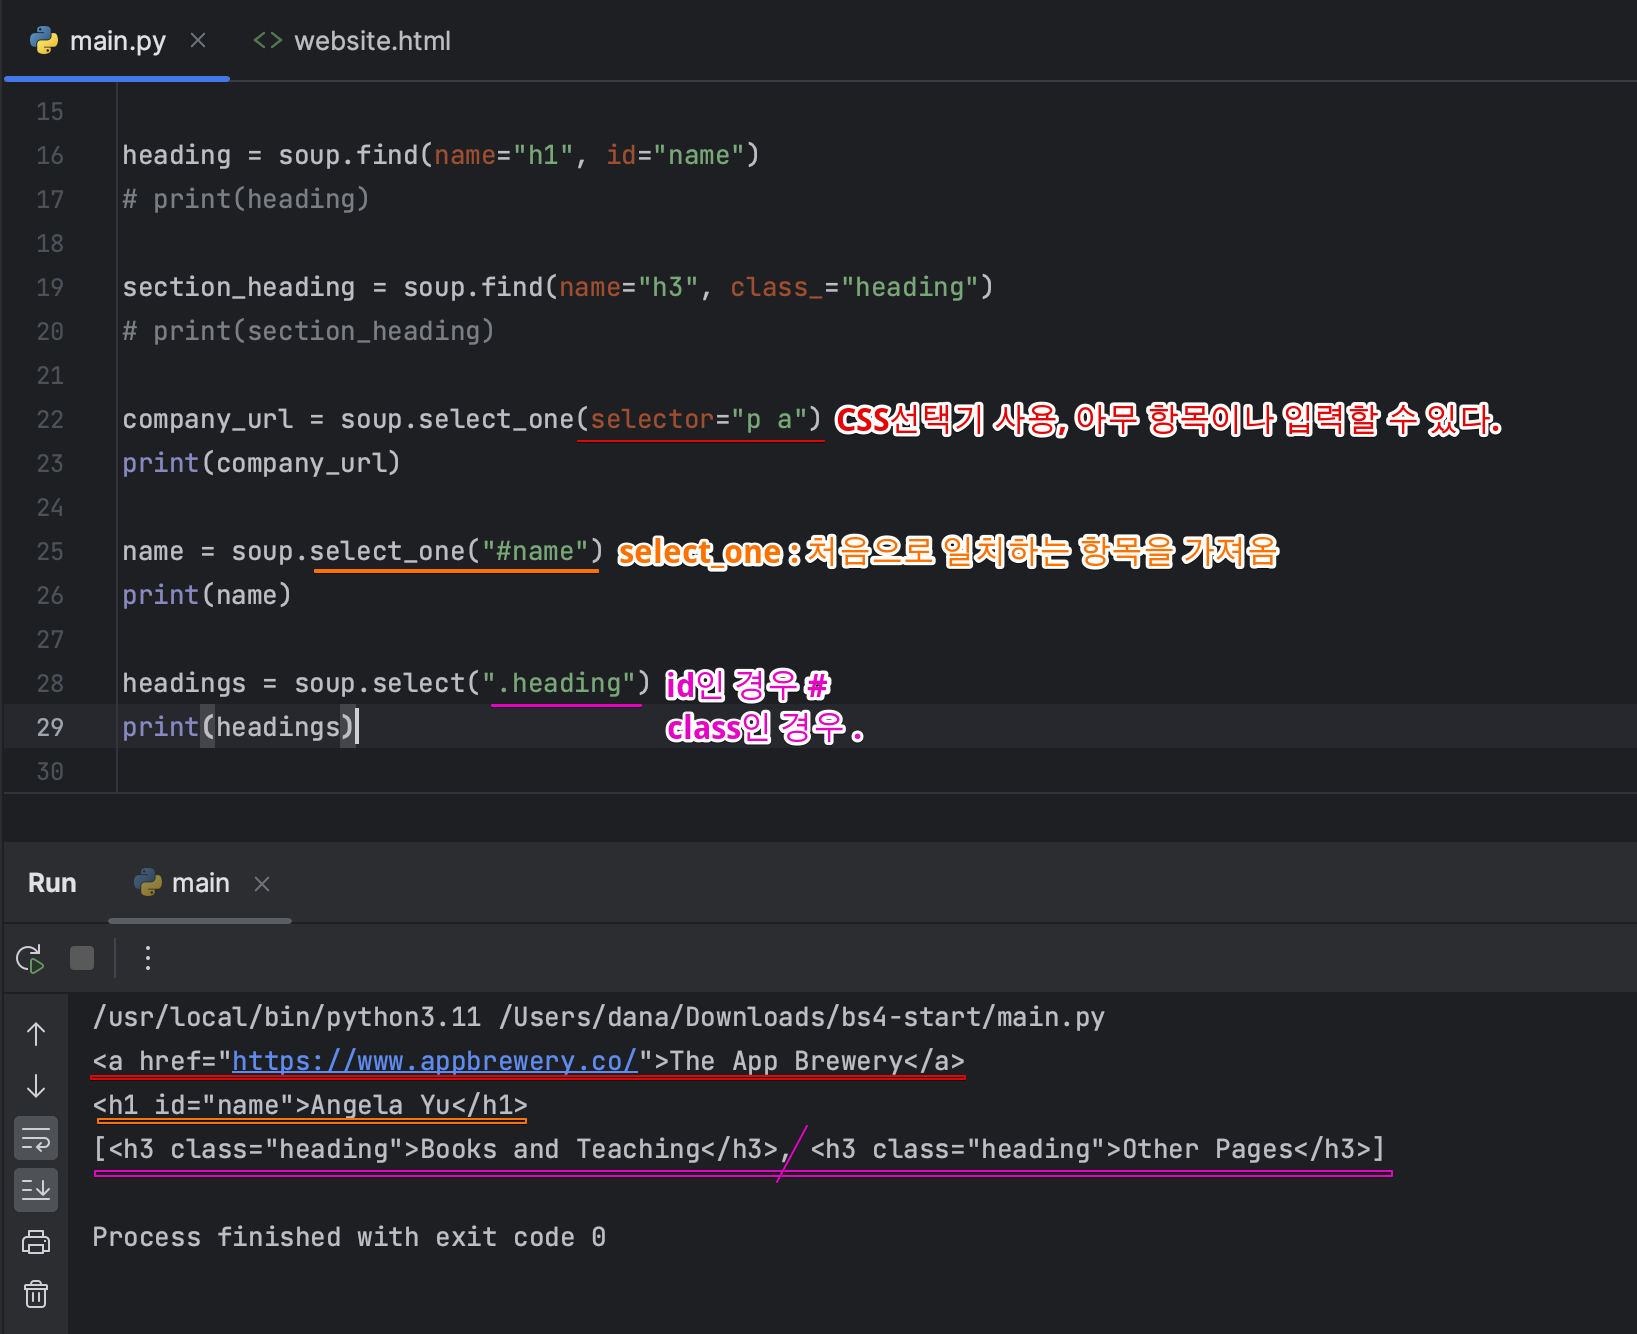 main.py
website.html
15
16 heading = soup.find(name="h1", id="name")
17 # print(heading)
18
19 section_heading = soup.find(name="h3", class_="heading")
20 # print(section_heading)
21
22 company_url = soup.select_one(selector="p a") CSS선택기 사용, 아무 항목이나 입력할 수 있다.
23 print(company_url)
24
25 name = soup.select_one("#name") select_one : 처음으로 일치하는 항목을 가져옴
26 print(name)
27
28 headings = soup.select(".heading") id인 경우 #
29 print(headings) class인 경우 .
30
Run main
/usr/local/bin/python3.11 /Users/dana/Downloads/bs4-start/main.py
<a href="https://www.appbrewery.co/">The App Brewery</a>
<h1 id="name">Angela Yu</h1>
[<h3 class="heading">Books and Teaching</h3>, <h3 class="heading">Other Pages</h3>]
Process finished with exit code 0